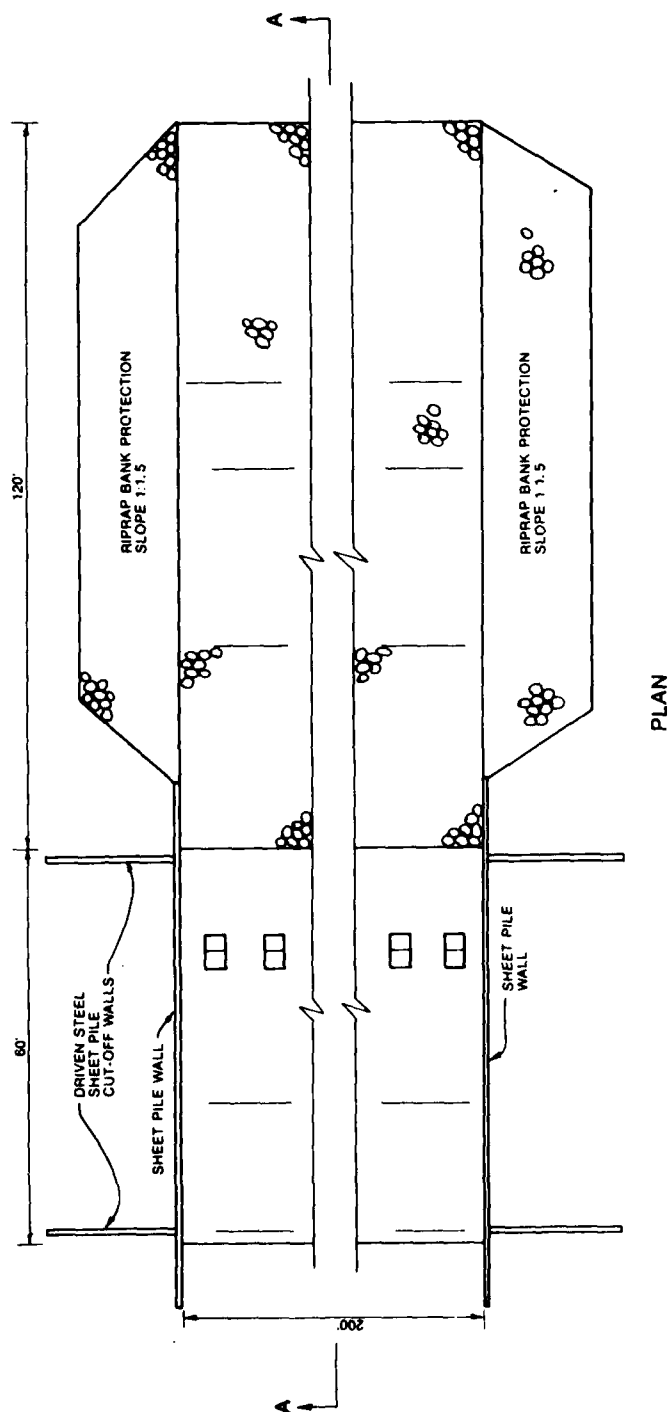 A
120'
60'
RIPRAP BANK PROTECTION
SLOPE 1:1.5
DRIVEN STEEL
SHEET PILE
CUT-OFF WALLS
SHEET PILE WALL
SHEET PILE
WALL
RIPRAP BANK PROTECTION
SLOPE 1 1.5
200'
A
PLAN